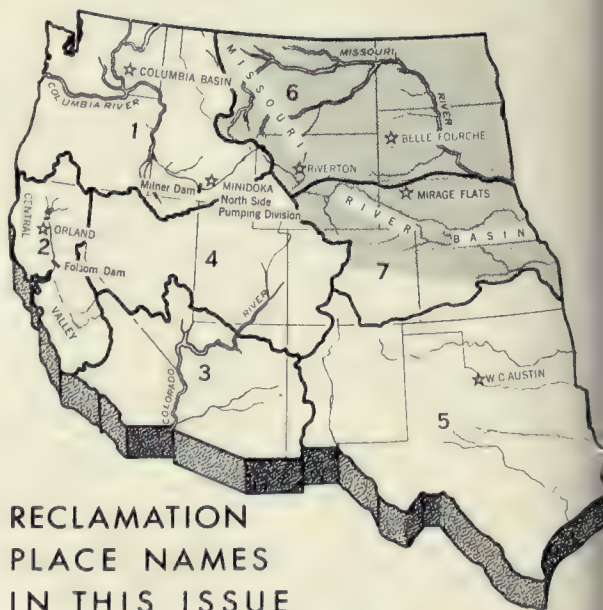 MISSOURI
6
MISSOURI
RIVER
☆ COLUMBIA BASIN
COLUMBIA RIVER
1
☆ BELLE FOURCHE
☆ RIVERTON
Milner Dam
☆ MINIDOKA
North Side
Pumping Division
☆ MIRAGE FLATS
RIVER
BASIN
CENTRAL
2
☆ ORLAND
Folsom Dam
VALLEY
4
7
RIVER
COLORADO
3
☆ W C AUSTIN
5
RECLAMATION
PLACE NAMES
IN THIS ISSUE